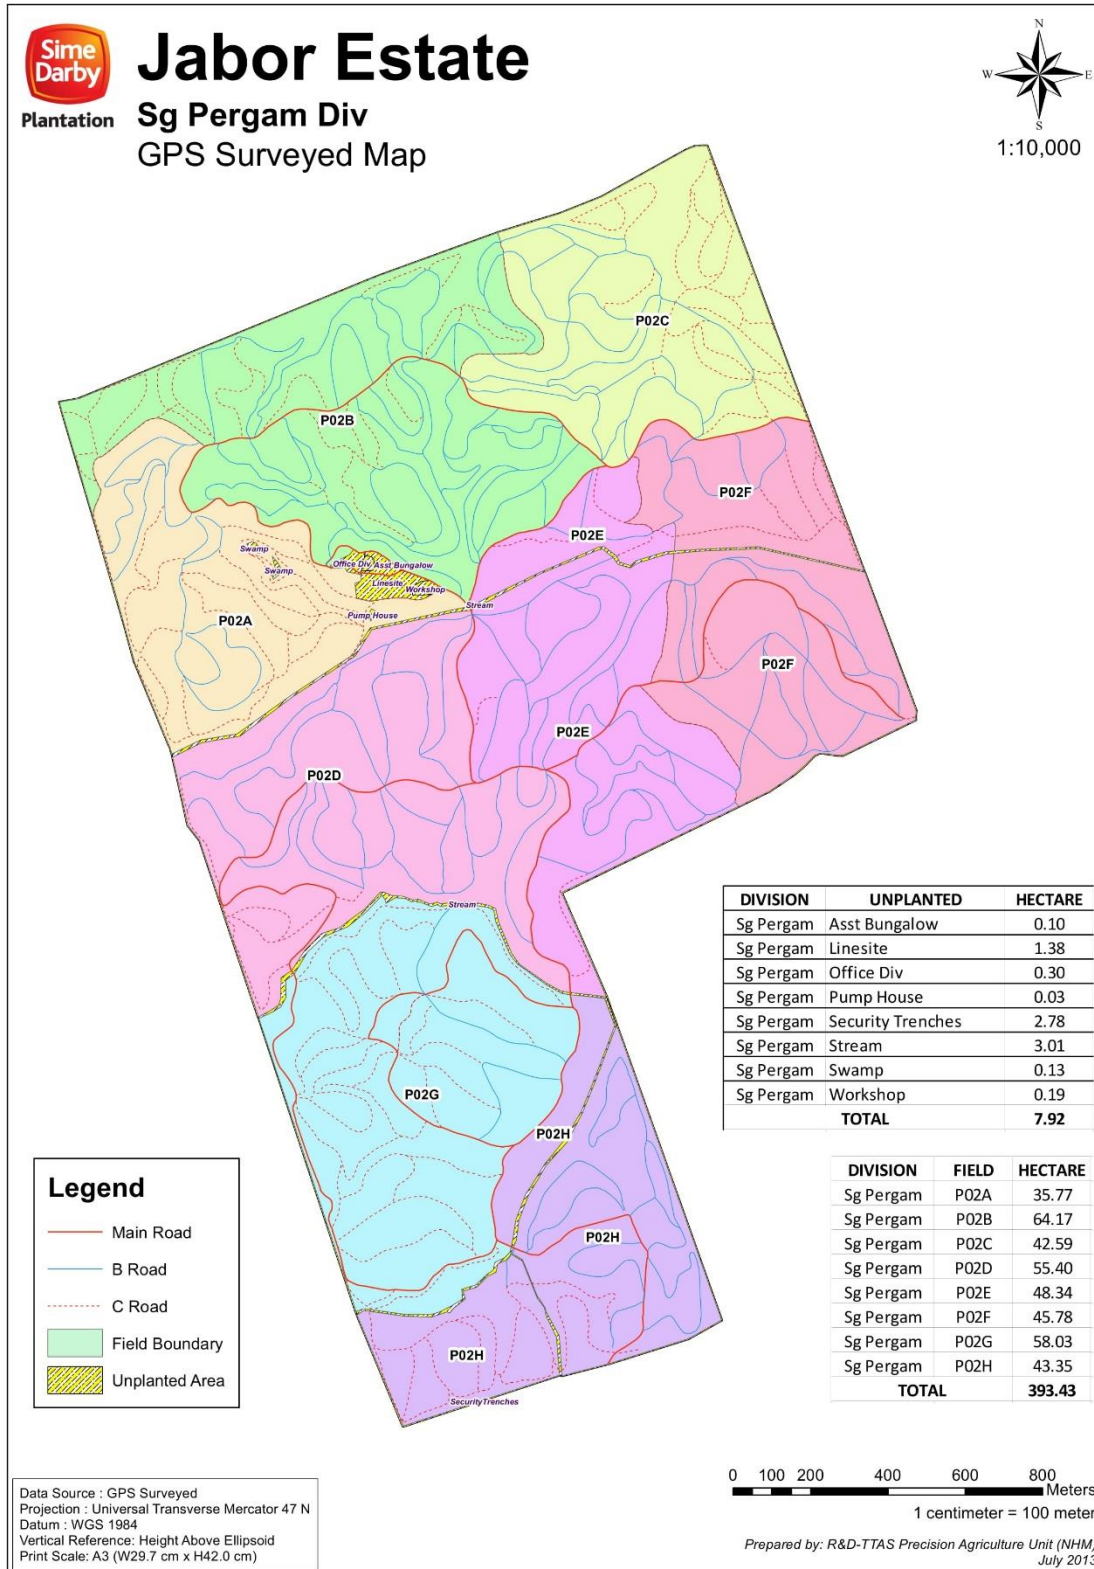 Sime
Darby
Plantation
Jabor Estate
Sg Pergam Div
GPS Surveyed Map
N
W E
S
1:10,000
P02C
P02B
P02F
P02E
Swamp
Swamp
Office Div
Asst Bungalow
Linesite
Workshop
Stream
Pump House
P02A
P02F
P02E
P02D
Stream
P02G
P02H
P02H
P02H
SecurityTrenches
DIVISION UNPLANTED HECTARE
Sg Pergam Asst Bungalow 0.10
Sg Pergam Linesite 1.38
Sg Pergam Office Div 0.30
Sg Pergam Pump House 0.03
Sg Pergam Security Trenches 2.78
Sg Pergam Stream 3.01
Sg Pergam Swamp 0.13
Sg Pergam Workshop 0.19
TOTAL 7.92
DIVISION FIELD HECTARE
Sg Pergam P02A 35.77
Sg Pergam P02B 64.17
Sg Pergam P02C 42.59
Sg Pergam P02D 55.40
Sg Pergam P02E 48.34
Sg Pergam P02F 45.78
Sg Pergam P02G 58.03
Sg Pergam P02H 43.35
TOTAL 393.43
Legend
Main Road
B Road
C Road
Field Boundary
Unplanted Area
Data Source : GPS Surveyed
Projection : Universal Transverse Mercator 47 N
Datum : WGS 1984
Vertical Reference: Height Above Ellipsoid
Print Scale: A3 (W29.7 cm x H42.0 cm)
0 100 200 400 600 800
Meters
1 centimeter = 100 meter
Prepared by: R&D-TTAS Precision Agriculture Unit (NHM)
July 2013